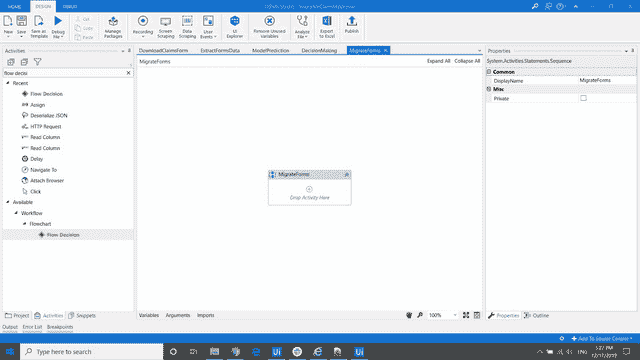 HOME
DESIGN
DEBUG
New
Save
Save as Template
Debug File
Cut
Copy
Paste
Manage Packages
Recording
Screen Scraping
Data Scraping
User Events
UI Explorer
Remove Unused Variables
Analyze File
Export to Excel
Publish
Activities
DownloadClaimsForm
ExtractFormsData
ModelPrediction
DecisionMaking
MigrateForms
Properties
MigrateForms
Expand All
Collapse All
System.Activities.Statements.Sequence
Common
DisplayName
MigrateForms
Misc
Private
Recent
Flow Decision
Assign
Deserialize JSON
HTTP Request
Read Column
Read Column
Delay
Navigate To
Attach Browser
Click
Available
Workflow
Flowchart
Flow Decision
MigrateForms
Drop Activity Here
Project
Activities
Snippets
Variables
Arguments
Imports
100%
Properties
Outline
Output
Error List
Breakpoints
Add to Source Control
Type here to search
ENG